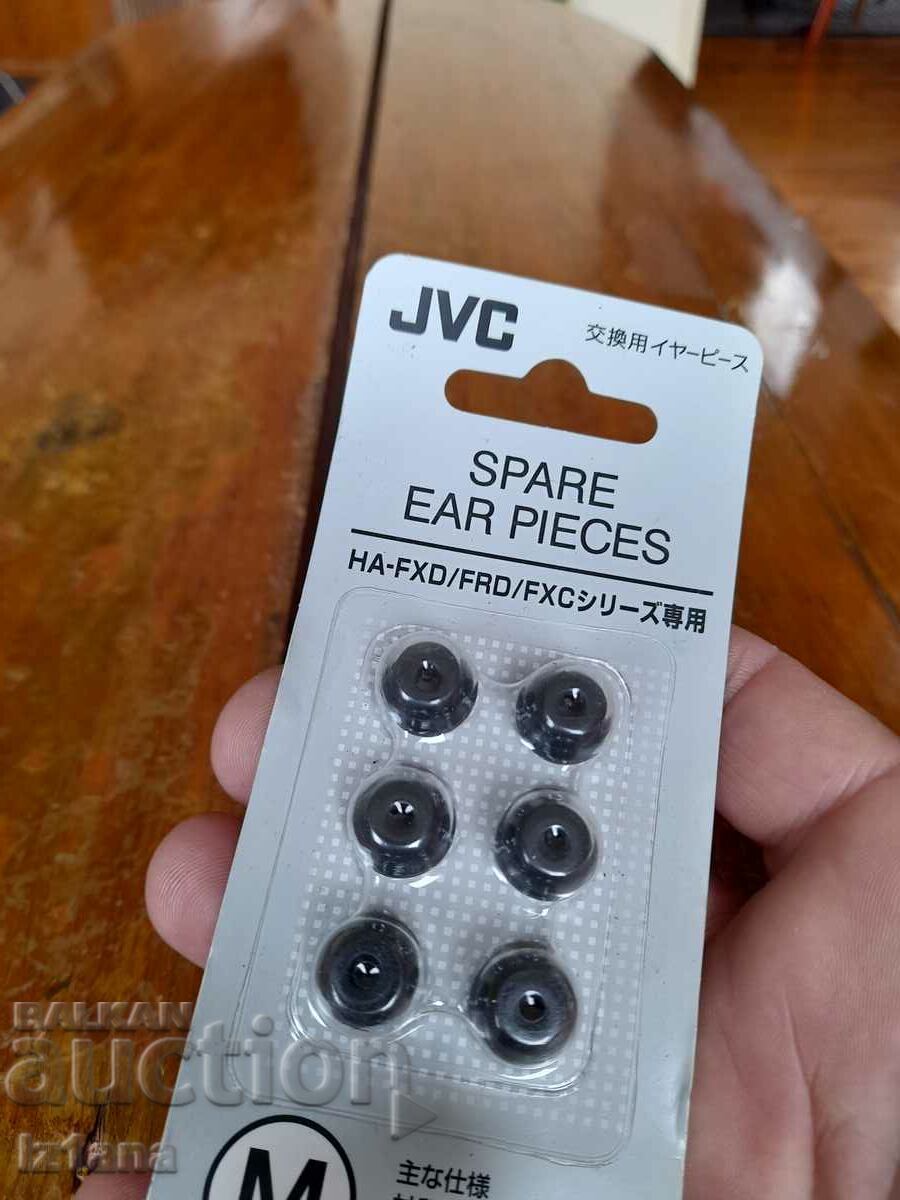 JVC
交換用イヤーピース
SPARE
EAR PIECES
HA-FXD/FRD/FXCシリーズ専用
M
主な仕様
BALKAN
auction
iz1ana